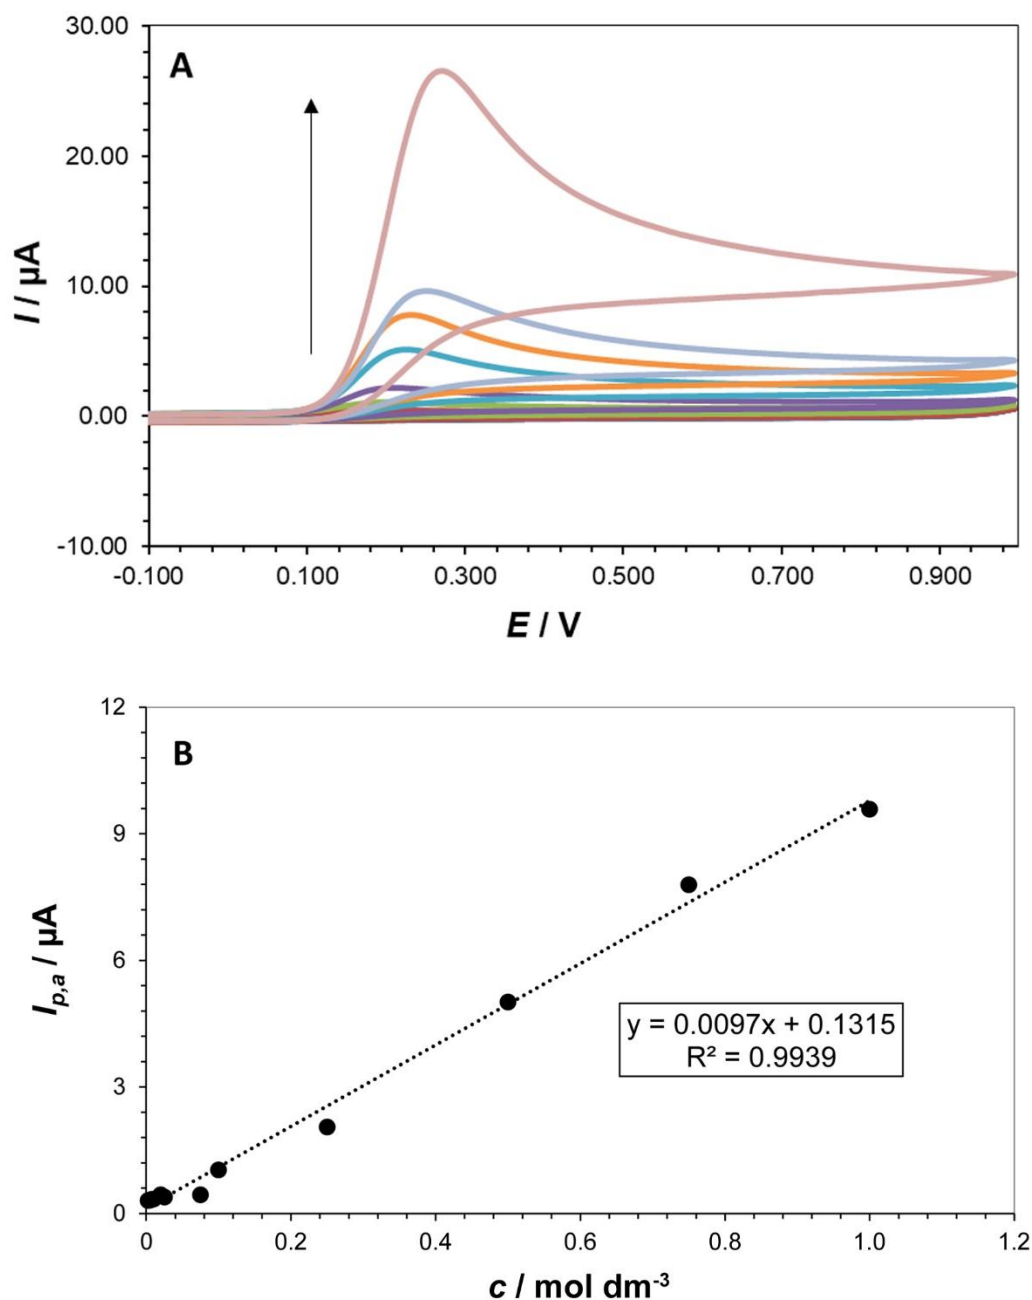 A
30.00
20.00
10.00
0.00
-10.00
I / µA
-0.100 0.100 0.300 0.500 0.700 0.900
E / V
B
12
9
6
3
0
I_{p,a} / µA
y = 0.0097x + 0.1315
R² = 0.9939
0 0.2 0.4 0.6 0.8 1.0 1.2
c / mol dm⁻³